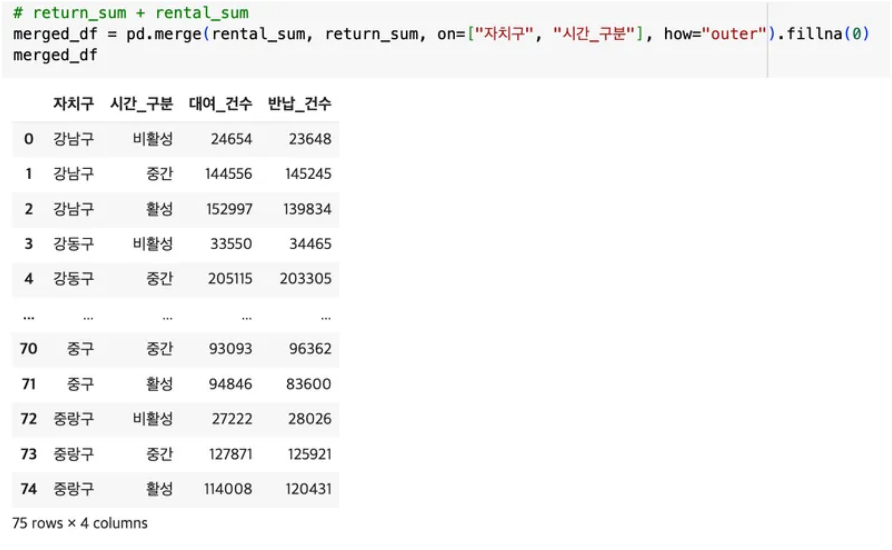 # return_sum + rental_sum
merged_df = pd.merge(rental_sum, return_sum, on=["자치구", "시간_구분"], how="outer").fillna(0)
merged_df
자치구 시간_구분 대여_건수 반납_건수
0 강남구 비활성 24654 23648
1 강남구 중간 144556 145245
2 강남구 활성 152997 139834
3 강동구 비활성 33550 34465
4 강동구 중간 205115 203305
... ... ... ... ...
70 중구 중간 93093 96362
71 중구 활성 94846 83600
72 중랑구 비활성 27222 28026
73 중랑구 중간 127871 125921
74 중랑구 활성 114008 120431
75 rows × 4 columns